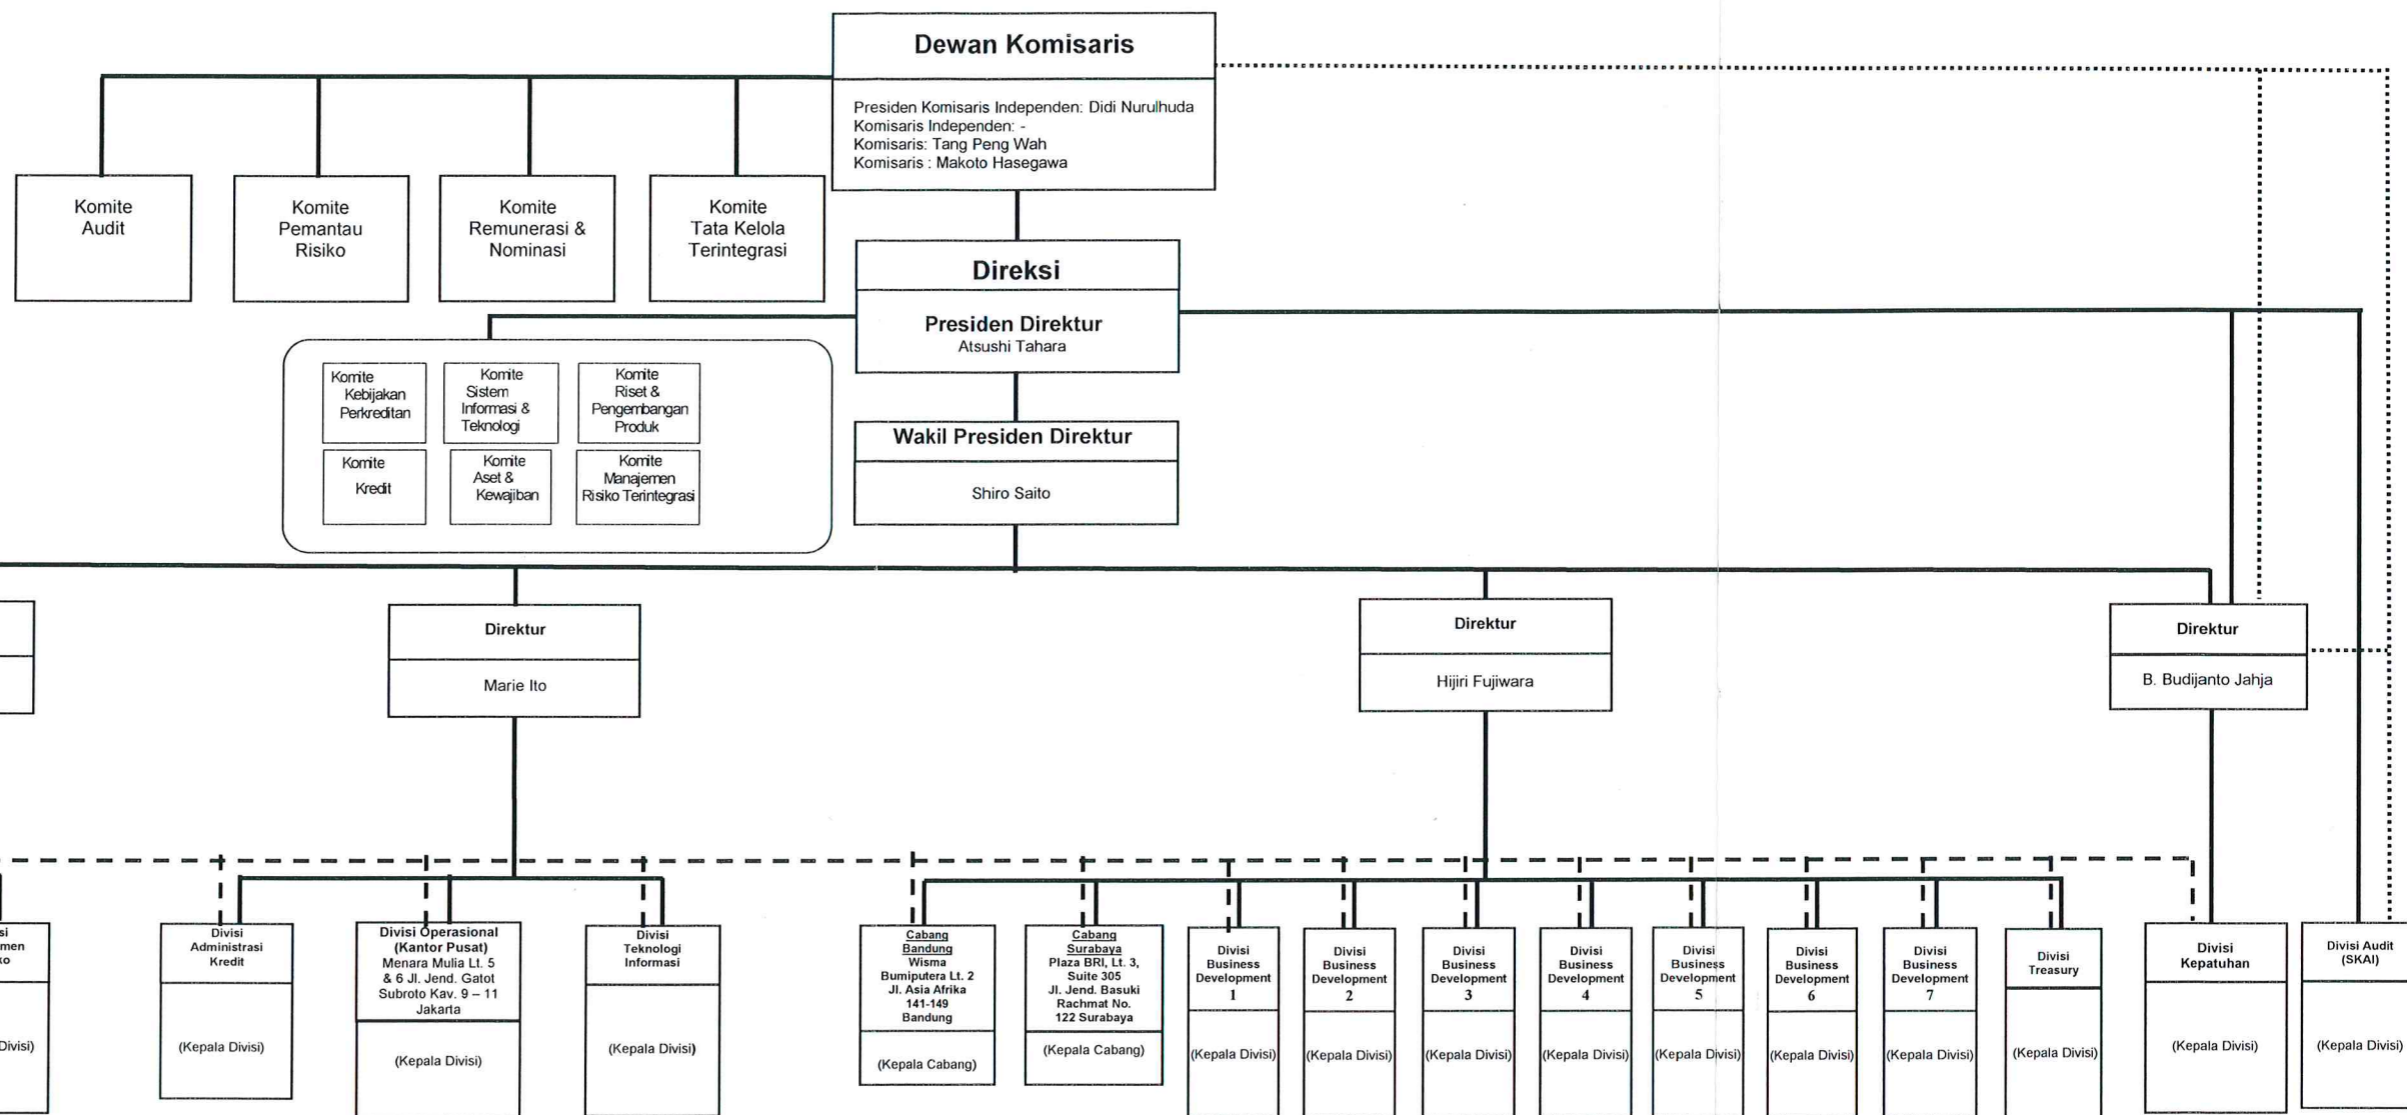 Dewan Komisaris
Presiden Komisaris Independen: Didi Nurulhuda
Komisaris Independen: -
Komisaris: Tang Peng Wah
Komisaris : Makoto Hasegawa
Komite
Audit
Komite
Pemantau
Risiko
Komite
Remunerasi &
Nominasi
Komite
Tata Kelola
Terintegrasi
Direksi
Presiden Direktur
Atsushi Tahara
Komite
Kebijakan
Perkreditan
Komite
Sistem
Informasi &
Teknologi
Komite
Riset &
Pengembangan
Produk
Komite
Kredit
Komite
Aset &
Kewajiban
Komite
Manajemen
Risiko Terintegrasi
Wakil Presiden Direktur
Shiro Saito
Direktur
Marie Ito
Direktur
Hijiri Fujiwara
Direktur
B. Budijanto Jahja
si
men
ko
Divisi)
Divisi
Administrasi
Kredit
(Kepala Divisi)
Divisi Operasional
(Kantor Pusat)
Menara Mulia Lt. 5
& 6 Jl. Jend. Gatot
Subroto Kav. 9 – 11
Jakarta
(Kepala Divisi)
Divisi
Teknologi
Informasi
(Kepala Divisi)
Cabang
Bandung
Wisma
Bumiputera Lt. 2
Jl. Asia Afrika
141-149
Bandung
(Kepala Cabang)
Cabang
Surabaya
Plaza BRI, Lt. 3,
Suite 305
Jl. Jend. Basuki
Rachmat No.
122 Surabaya
(Kepala Cabang)
Divisi
Business
Development
1
(Kepala Divisi)
Divisi
Business
Development
2
(Kepala Divisi)
Divisi
Business
Development
3
(Kepala Divisi)
Divisi
Business
Development
4
(Kepala Divisi)
Divisi
Business
Development
5
(Kepala Divisi)
Divisi
Business
Development
6
(Kepala Divisi)
Divisi
Business
Development
7
(Kepala Divisi)
Divisi
Treasury
(Kepala Divisi)
Divisi
Kepatuhan
(Kepala Divisi)
Divisi Audit
(SKAI)
(Kepala Divisi)